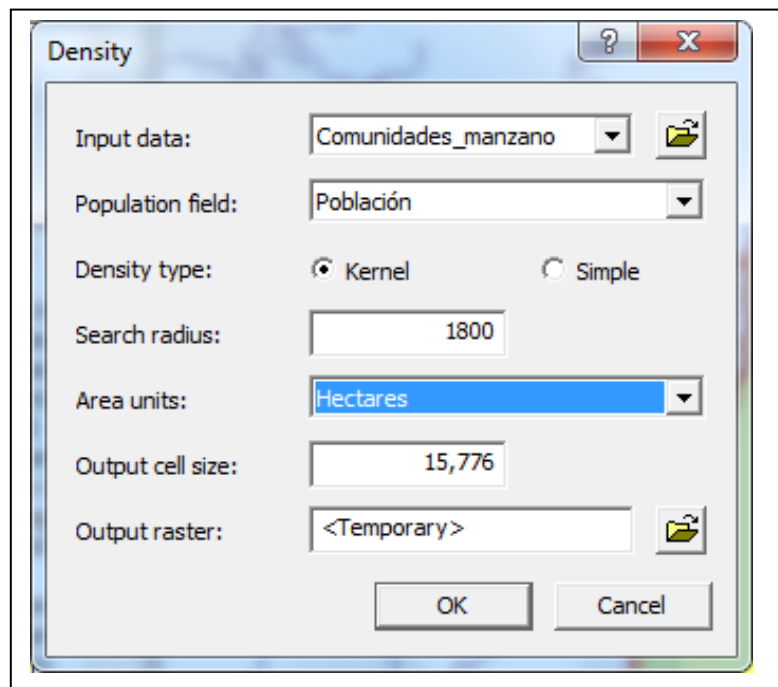 Density
Input data: Comunidades_manzano
Population field: Población
Density type: Kernel Simple
Search radius: 1800
Area units: Hectares
Output cell size: 15,776
Output raster: <Temporary>
OK Cancel